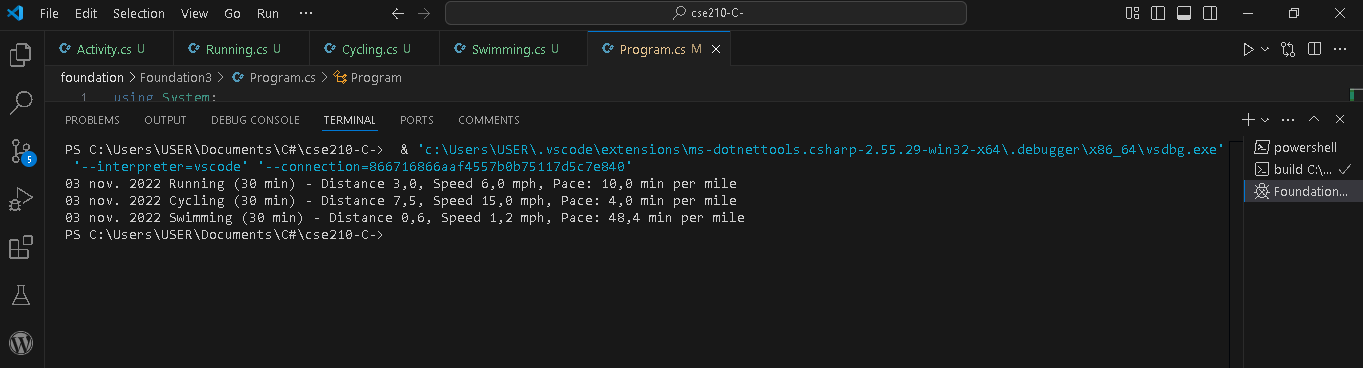 File Edit Selection View Go Run ··· ← → cse210-C-
Activity.cs U Running.cs U Cycling.cs U Swimming.cs U Program.cs M ×
foundation > Foundation3 > Program.cs > Program
1 using System;
PROBLEMS OUTPUT DEBUG CONSOLE TERMINAL PORTS COMMENTS
PS C:\Users\USER\Documents\C#\cse210-C-> & 'c:\Users\USER\.vscode\extensions\ms-dotnettools.csharp-2.55.29-win32-x64\.debugger\x86_64\vsdbg.exe'
'--interpreter=vscode' '--connection=866716866aaf4557b0b75117d5c7e840'
03 nov. 2022 Running (30 min) - Distance 3,0, Speed 6,0 mph, Pace: 10,0 min per mile
03 nov. 2022 Cycling (30 min) - Distance 7,5, Speed 15,0 mph, Pace: 4,0 min per mile
03 nov. 2022 Swimming (30 min) - Distance 0,6, Speed 1,2 mph, Pace: 48,4 min per mile
PS C:\Users\USER\Documents\C#\cse210-C->
powershell
build C:\...
Foundation...
5